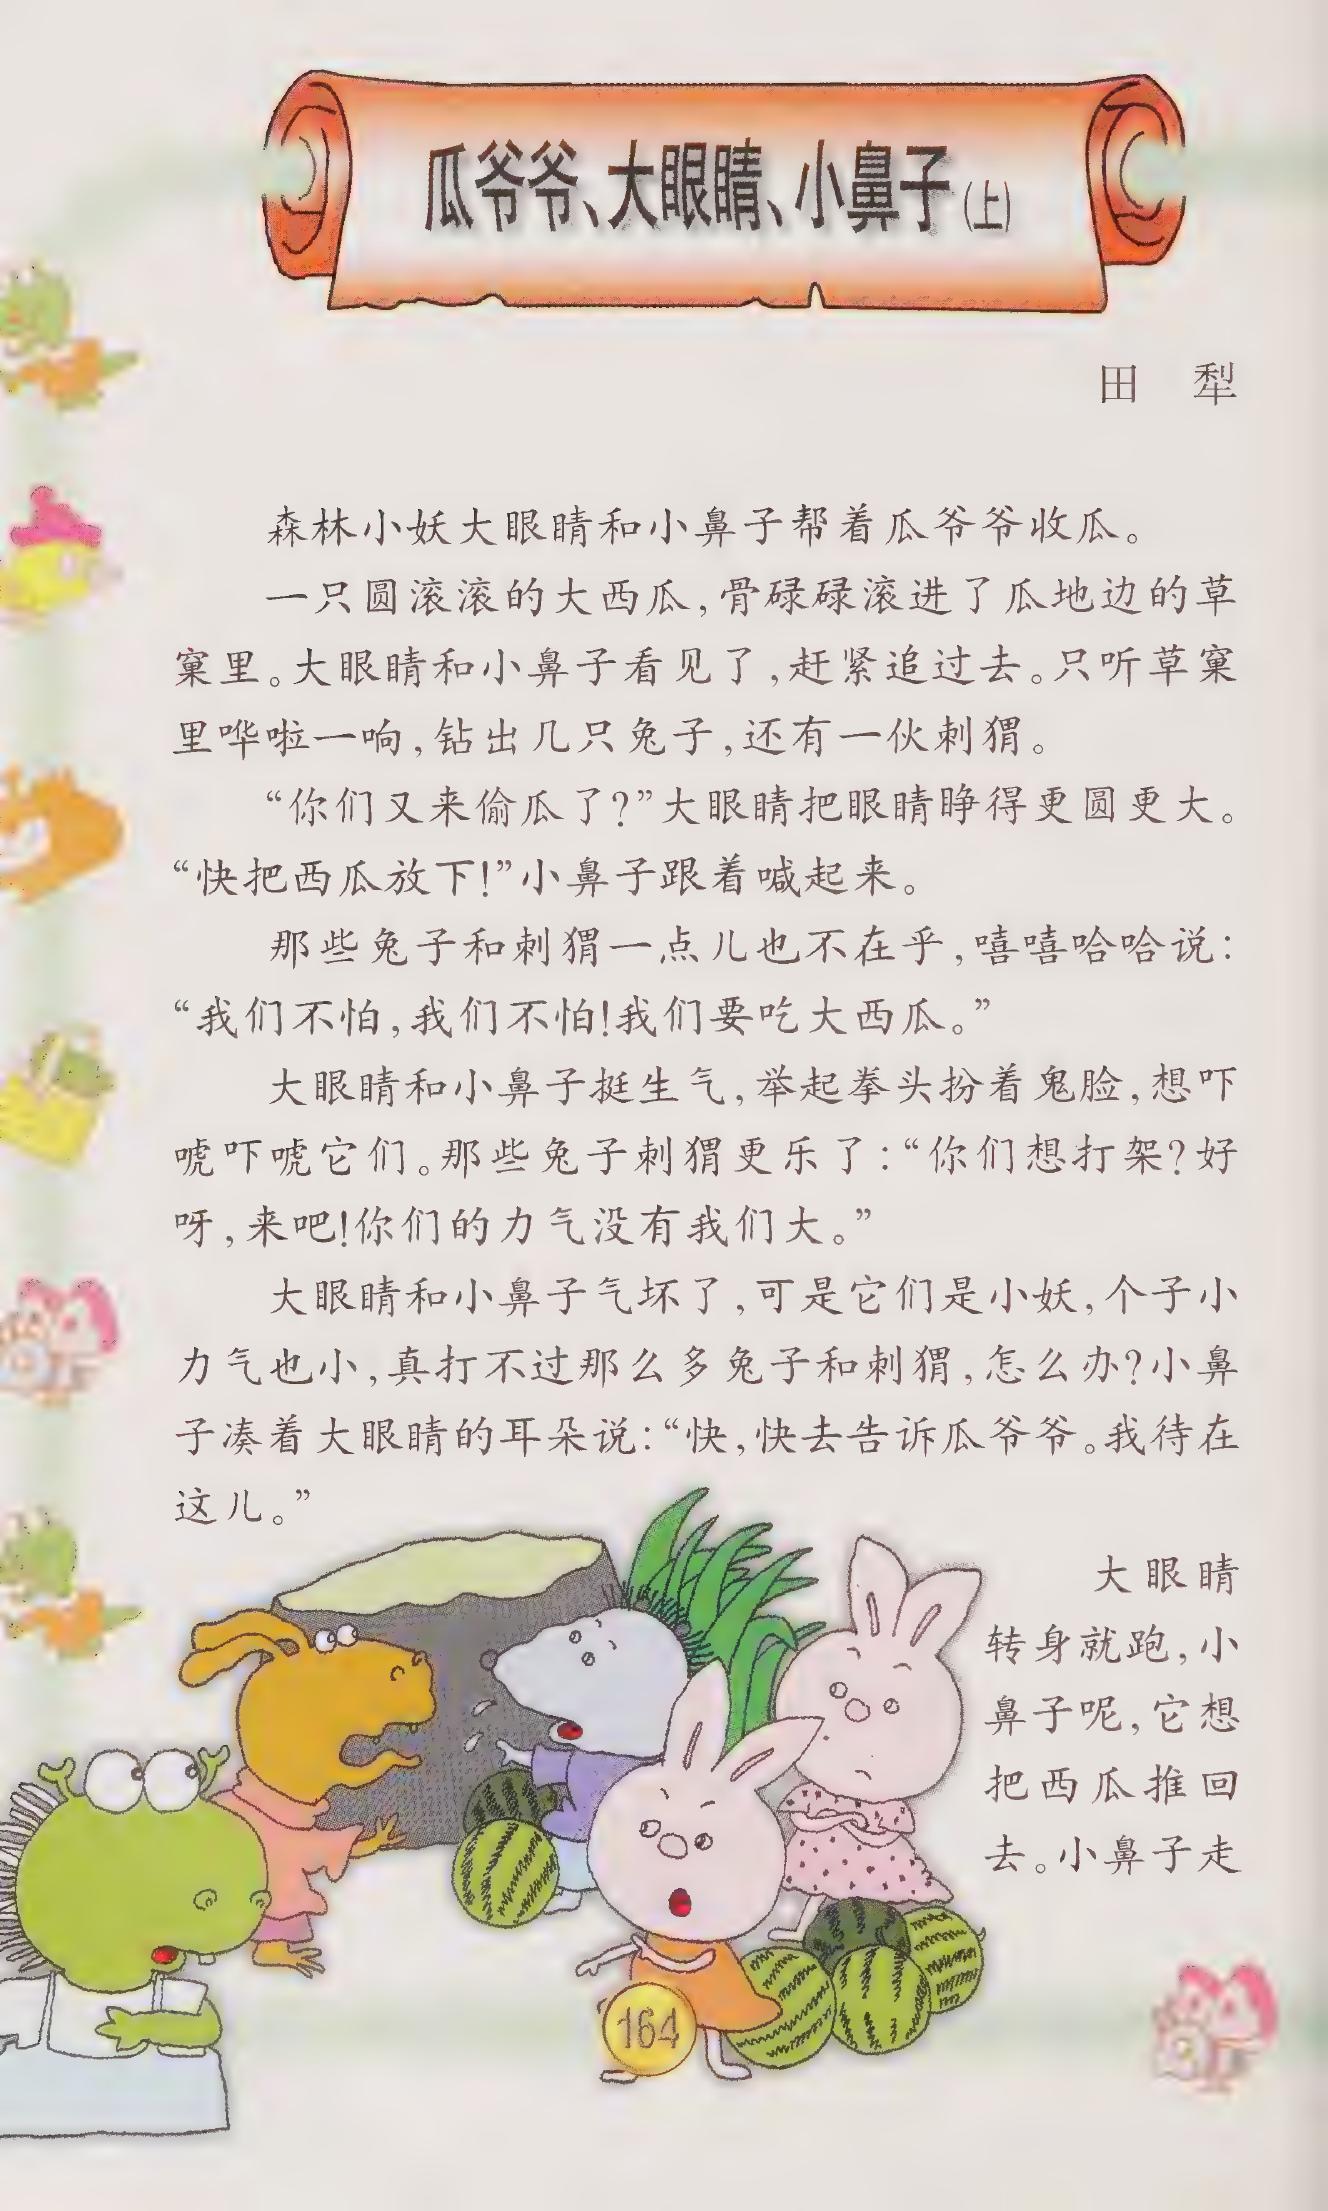 瓜爷爷、大眼睛、小鼻子(上)
田　犁
森林小妖大眼睛和小鼻子帮着瓜爷爷收瓜。
一只圆滚滚的大西瓜,骨碌碌滚进了瓜地边的草
窠里。大眼睛和小鼻子看见了,赶紧追过去。只听草窠
里哗啦一响,钻出几只兔子,还有一伙刺猬。
“你们又来偷瓜了?”大眼睛把眼睛睁得更圆更大。
“快把西瓜放下!”小鼻子跟着喊起来。
那些兔子和刺猬一点儿也不在乎,嘻嘻哈哈说:
“我们不怕,我们不怕!我们要吃大西瓜。”
大眼睛和小鼻子挺生气,举起拳头扮着鬼脸,想吓
唬吓唬它们。那些兔子刺猬更乐了:“你们想打架?好
呀,来吧!你们的力气没有我们大。”
大眼睛和小鼻子气坏了,可是它们是小妖,个子小
力气也小,真打不过那么多兔子和刺猬,怎么办?小鼻
子凑着大眼睛的耳朵说:“快,快去告诉瓜爷爷。我待在
这儿。”
大眼睛
转身就跑,小
鼻子呢,它想
把西瓜推回
去。小鼻子走
164